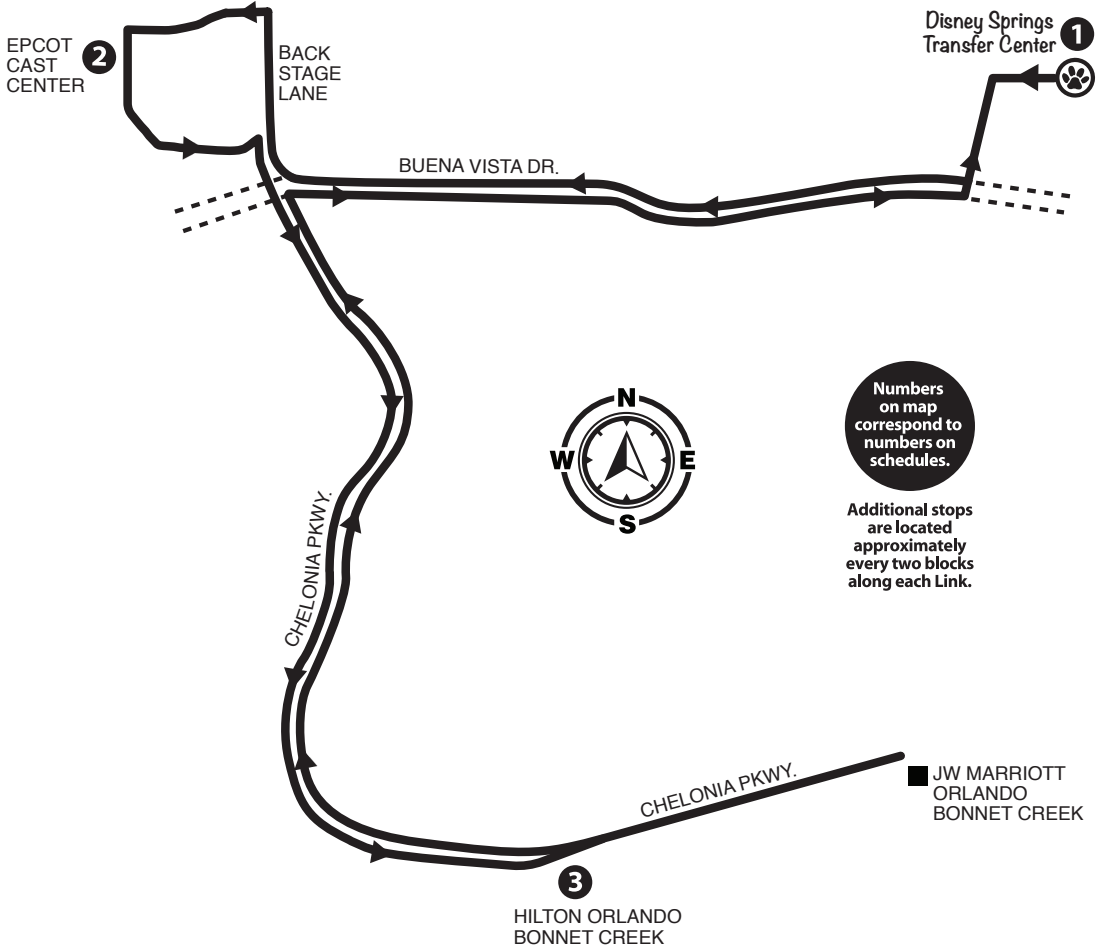 Disney Springs
Transfer Center
1
EPCOT
CAST
CENTER
2
BACK
STAGE
LANE
BUENA VISTA DR.
N
W
E
S
Numbers
on map
correspond to
numbers on
schedules.
Additional stops
are located
approximately
every two blocks
along each Link.
CHELONIA PKWY.
CHELONIA PKWY.
JW MARRIOTT
ORLANDO
BONNET CREEK
3
HILTON ORLANDO
BONNET CREEK